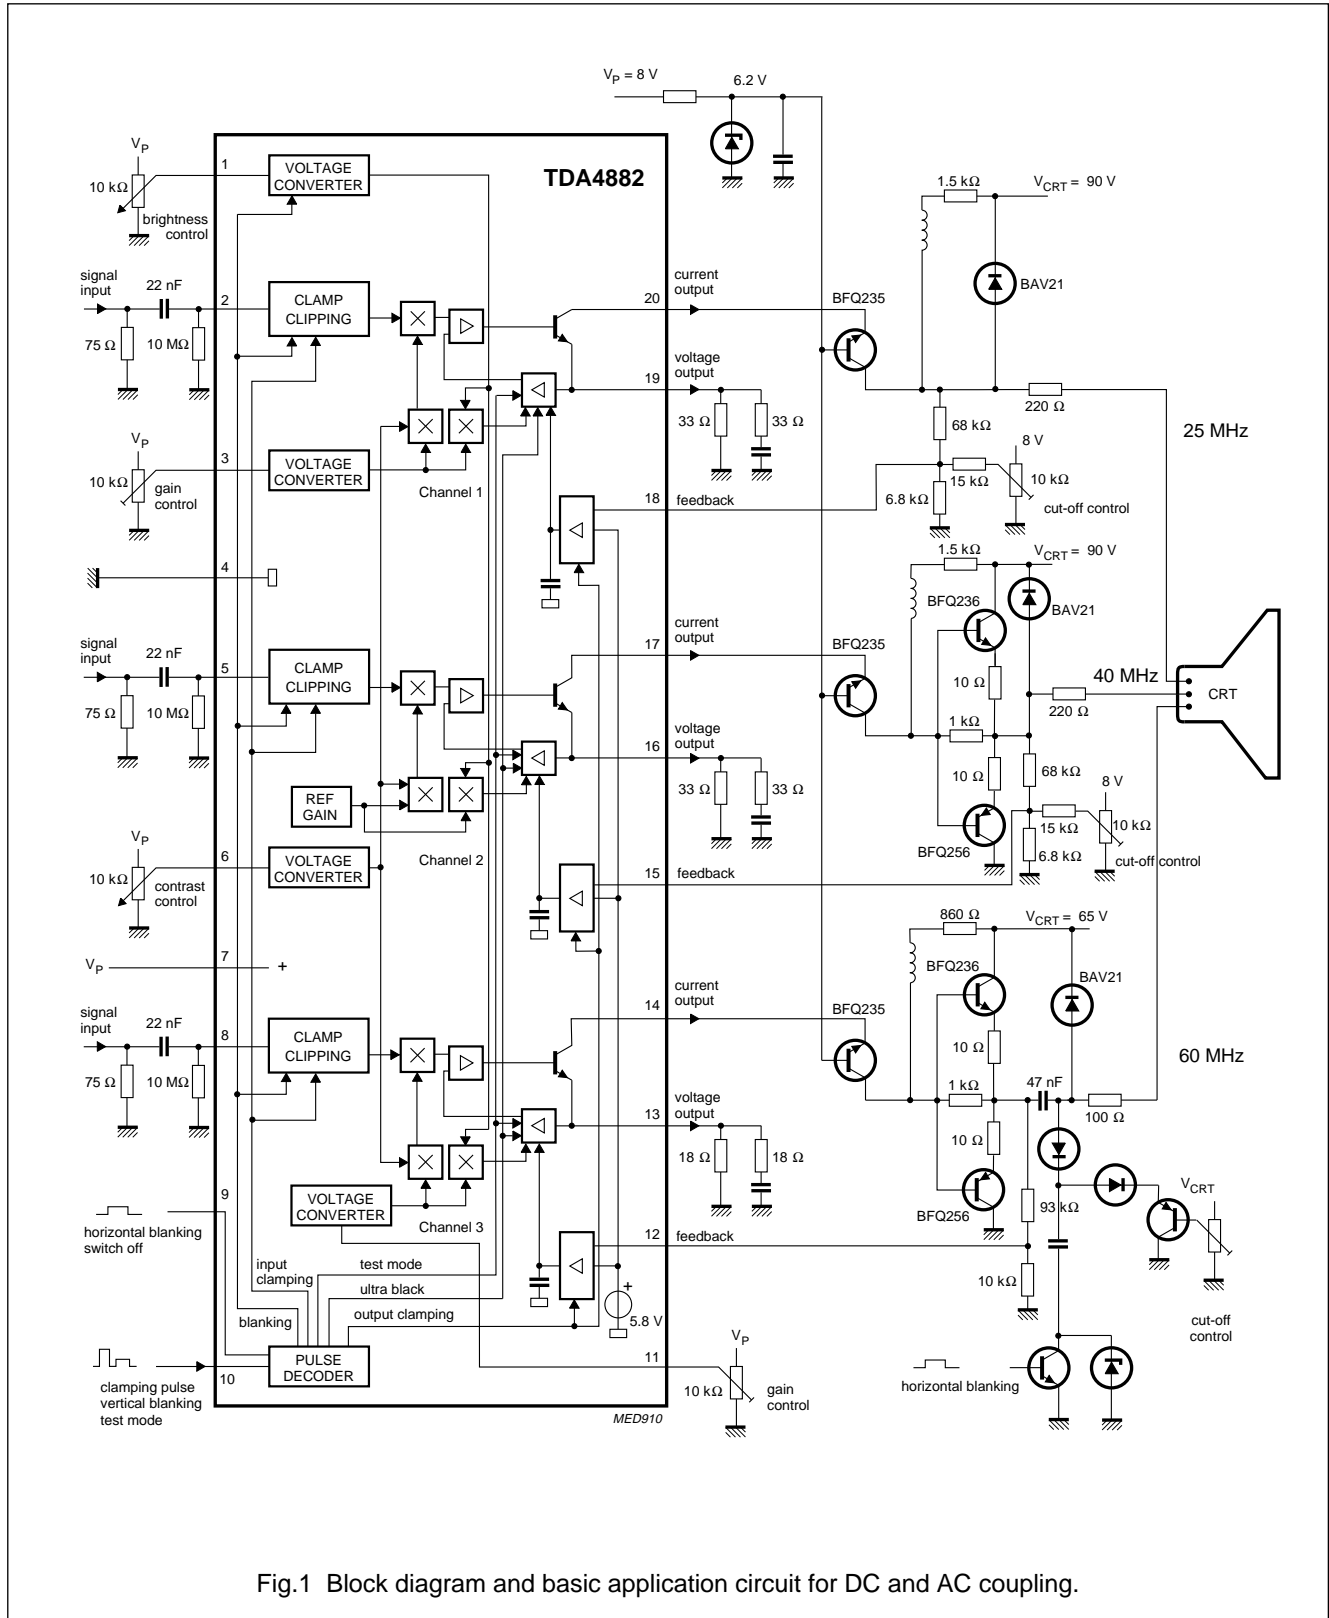 V_P = 8 V
6.2 V
TDA4882
V_P
10 kΩ
brightness
control
1
VOLTAGE
CONVERTER
1.5 kΩ
V_CRT = 90 V
BAV21
signal
input
22 nF
75 Ω
10 MΩ
2
CLAMP
CLIPPING
20
current
output
BFQ235
19
voltage
output
33 Ω
33 Ω
220 Ω
68 kΩ
25 MHz
V_P
10 kΩ
gain
control
3
VOLTAGE
CONVERTER
Channel 1
18
feedback
6.8 kΩ
15 kΩ
8 V
10 kΩ
cut-off control
4
1.5 kΩ
V_CRT = 90 V
BFQ236
BAV21
signal
input
22 nF
75 Ω
10 MΩ
5
CLAMP
CLIPPING
17
current
output
BFQ235
10 Ω
40 MHz
220 Ω
CRT
16
voltage
output
33 Ω
33 Ω
1 kΩ
10 Ω
68 kΩ
REF
GAIN
8 V
BFQ256
15 kΩ
10 kΩ
6.8 kΩ
cut-off control
V_P
10 kΩ
contrast
control
6
VOLTAGE
CONVERTER
Channel 2
15
feedback
860 Ω
V_CRT = 65 V
V_P
7
+
BFQ236
BAV21
signal
input
22 nF
75 Ω
10 MΩ
8
CLAMP
CLIPPING
14
current
output
BFQ235
10 Ω
60 MHz
13
voltage
output
18 Ω
18 Ω
1 kΩ
47 nF
100 Ω
10 Ω
9
horizontal blanking
switch off
VOLTAGE
CONVERTER
Channel 3
12
feedback
BFQ256
93 kΩ
V_CRT
10 kΩ
cut-off
control
input
clamping
test mode
ultra black
blanking
output clamping
+
5.8 V
10
clamping pulse
vertical blanking
test mode
PULSE
DECODER
11
V_P
10 kΩ
gain
control
horizontal blanking
MED910
Fig.1 Block diagram and basic application circuit for DC and AC coupling.